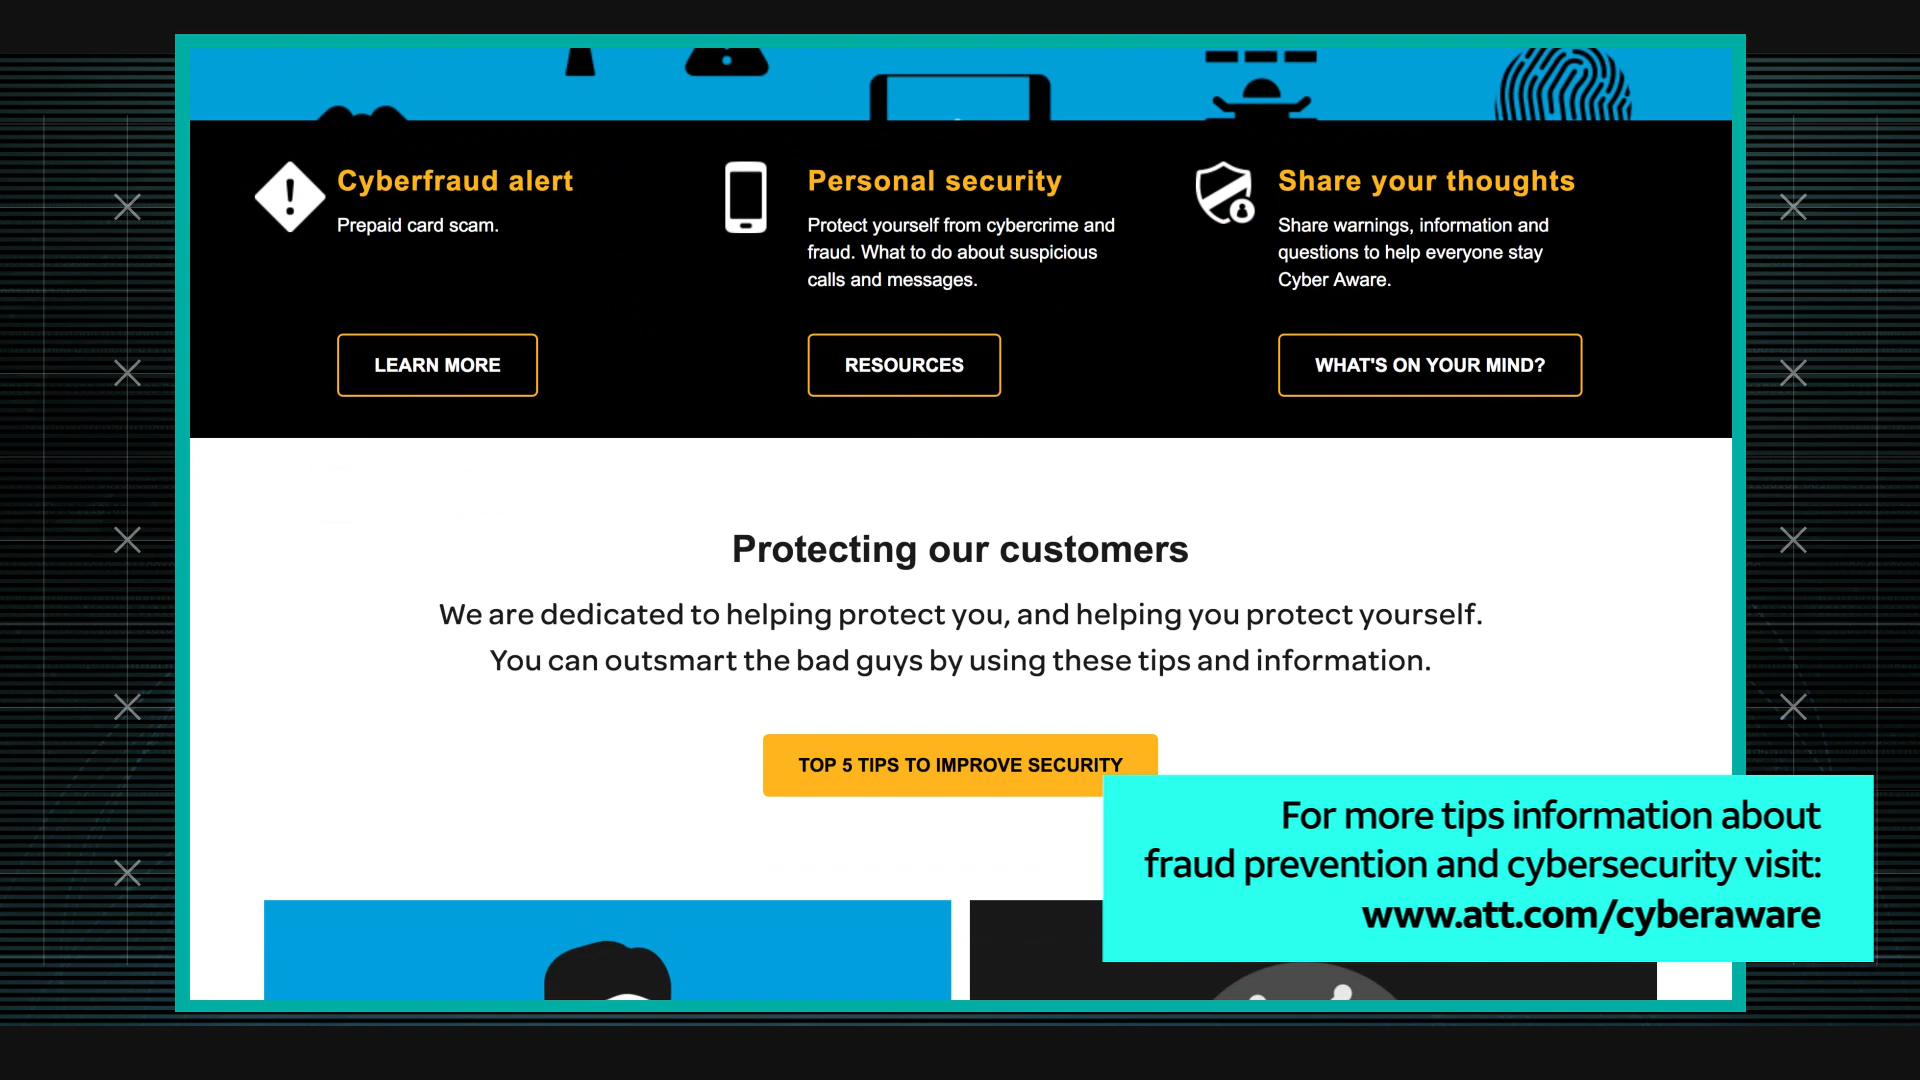 Cyberfraud alert
Prepaid card scam.
LEARN MORE
Personal security
Protect yourself from cybercrime and
fraud. What to do about suspicious
calls and messages.
RESOURCES
Share your thoughts
Share warnings, information and
questions to help everyone stay
Cyber Aware.
WHAT'S ON YOUR MIND?
Protecting our customers
We are dedicated to helping protect you, and helping you protect yourself.
You can outsmart the bad guys by using these tips and information.
TOP 5 TIPS TO IMPROVE SECURITY
For more tips information about
fraud prevention and cybersecurity visit:
www.att.com/cyberaware